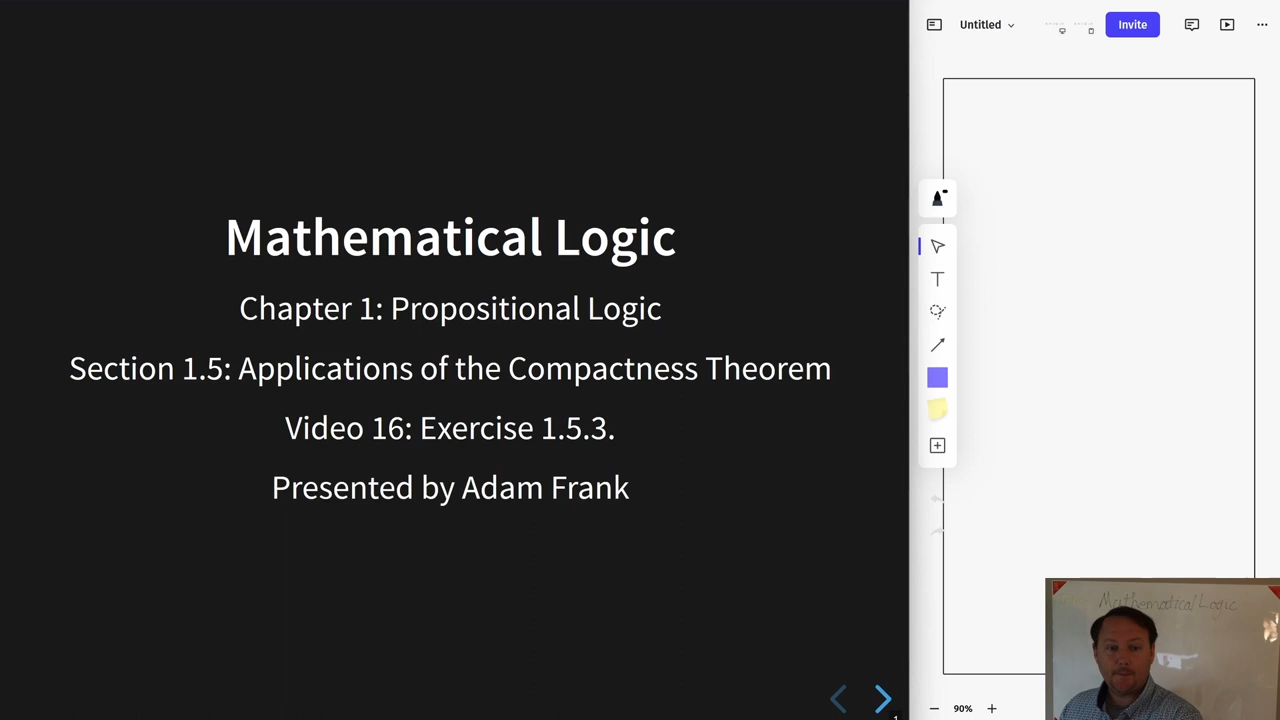 Mathematical Logic
Chapter 1: Propositional Logic
Section 1.5: Applications of the Compactness Theorem
Video 16: Exercise 1.5.3.
Presented by Adam Frank
1
Untitled
Invite
T
90%
Mathematical Logic